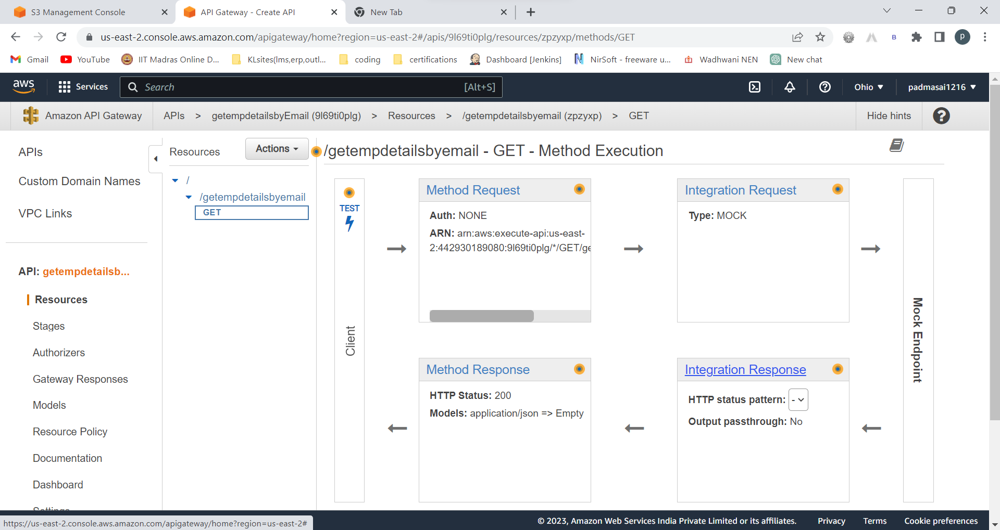 S3 Management Console
API Gateway - Create API
New Tab
us-east-2.console.aws.amazon.com/apigateway/home?region=us-east-2#/apis/9l69ti0plg/resources/zpzyxp/methods/GET
B
p
Gmail
YouTube
IIT Madras Online D...
KLsites(lms,erp,outl...
coding
certifications
Dashboard [Jenkins]
NirSoft - freeware u...
Wadhwani NEN
New chat
aws
Services
Search
[Alt+S]
Ohio
padmasai1216
Amazon API Gateway
APIs > getempdetailsbyEmail (9l69ti0plg) > Resources > /getempdetailsbyemail (zpzyxp) > GET
Hide hints
APIs
Custom Domain Names
VPC Links
API: getempdetailsb...
Resources
Stages
Authorizers
Gateway Responses
Models
Resource Policy
Documentation
Dashboard
Settings
Resources
Actions
/
/getempdetailsbyemail
GET
/getempdetailsbyemail - GET - Method Execution
TEST
Client
Method Request
Auth: NONE
ARN: arn:aws:execute-api:us-east-
2:442930189080:9l69ti0plg/*/GET/ge
Integration Request
Type: MOCK
Mock Endpoint
Method Response
HTTP Status: 200
Models: application/json => Empty
Integration Response
HTTP status pattern: -
Output passthrough: No
https://us-east-2.console.aws.amazon.com/apigateway/home?region=us-east-2#
© 2023, Amazon Web Services India Private Limited or its affiliates.
Privacy
Terms
Cookie preferences